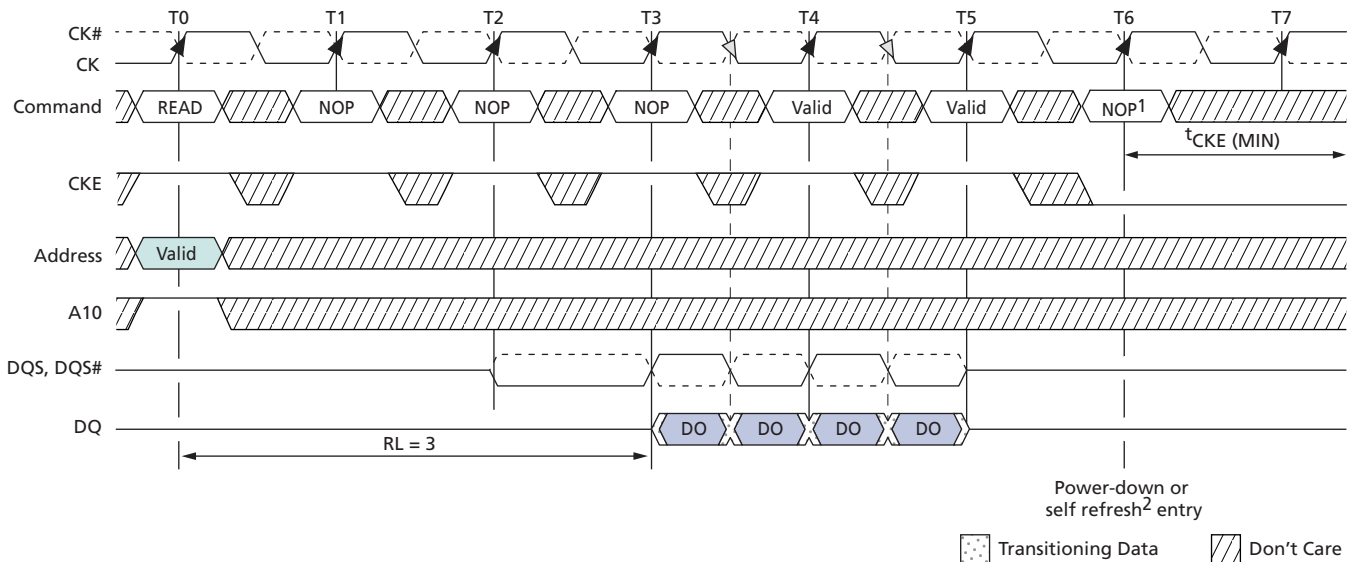 T0 T1 T2 T3 T4 T5 T6 T7
CK#
CK
Command READ NOP NOP NOP Valid Valid NOP1
tCKE (MIN)
CKE
Address Valid
A10
DQS, DQS#
DQ DO DO DO DO
RL = 3
Power-down or
self refresh2 entry
Transitioning Data Don't Care